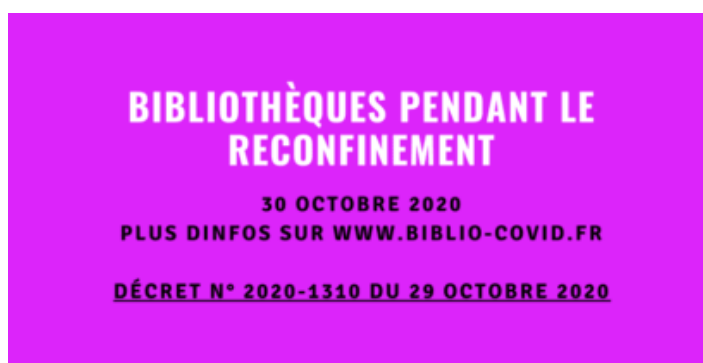 BIBLIOTHÈQUES PENDANT LE
RECONFINEMENT
30 OCTOBRE 2020
PLUS DINFOS SUR WWW.BIBLIO-COVID.FR
DÉCRET N° 2020-1310 DU 29 OCTOBRE 2020